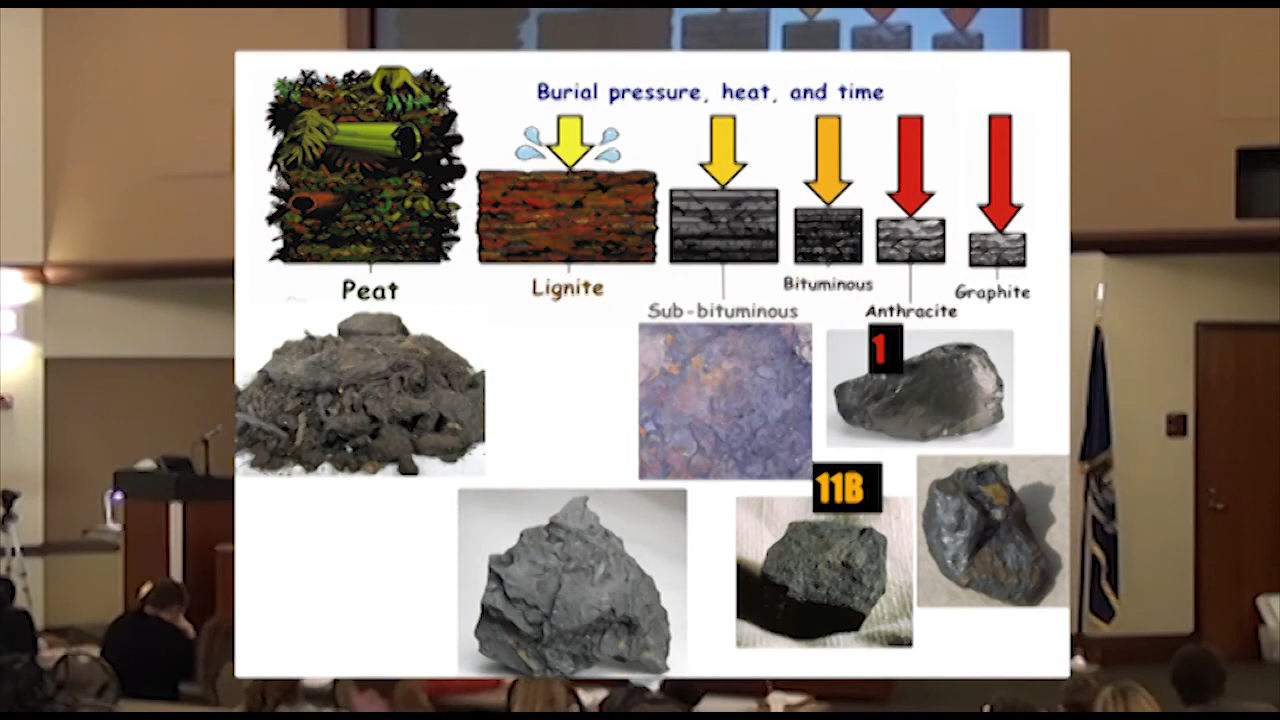 Burial pressure, heat, and time
Peat
Lignite
Sub-bituminous
Bituminous
Anthracite
Graphite
1
11B